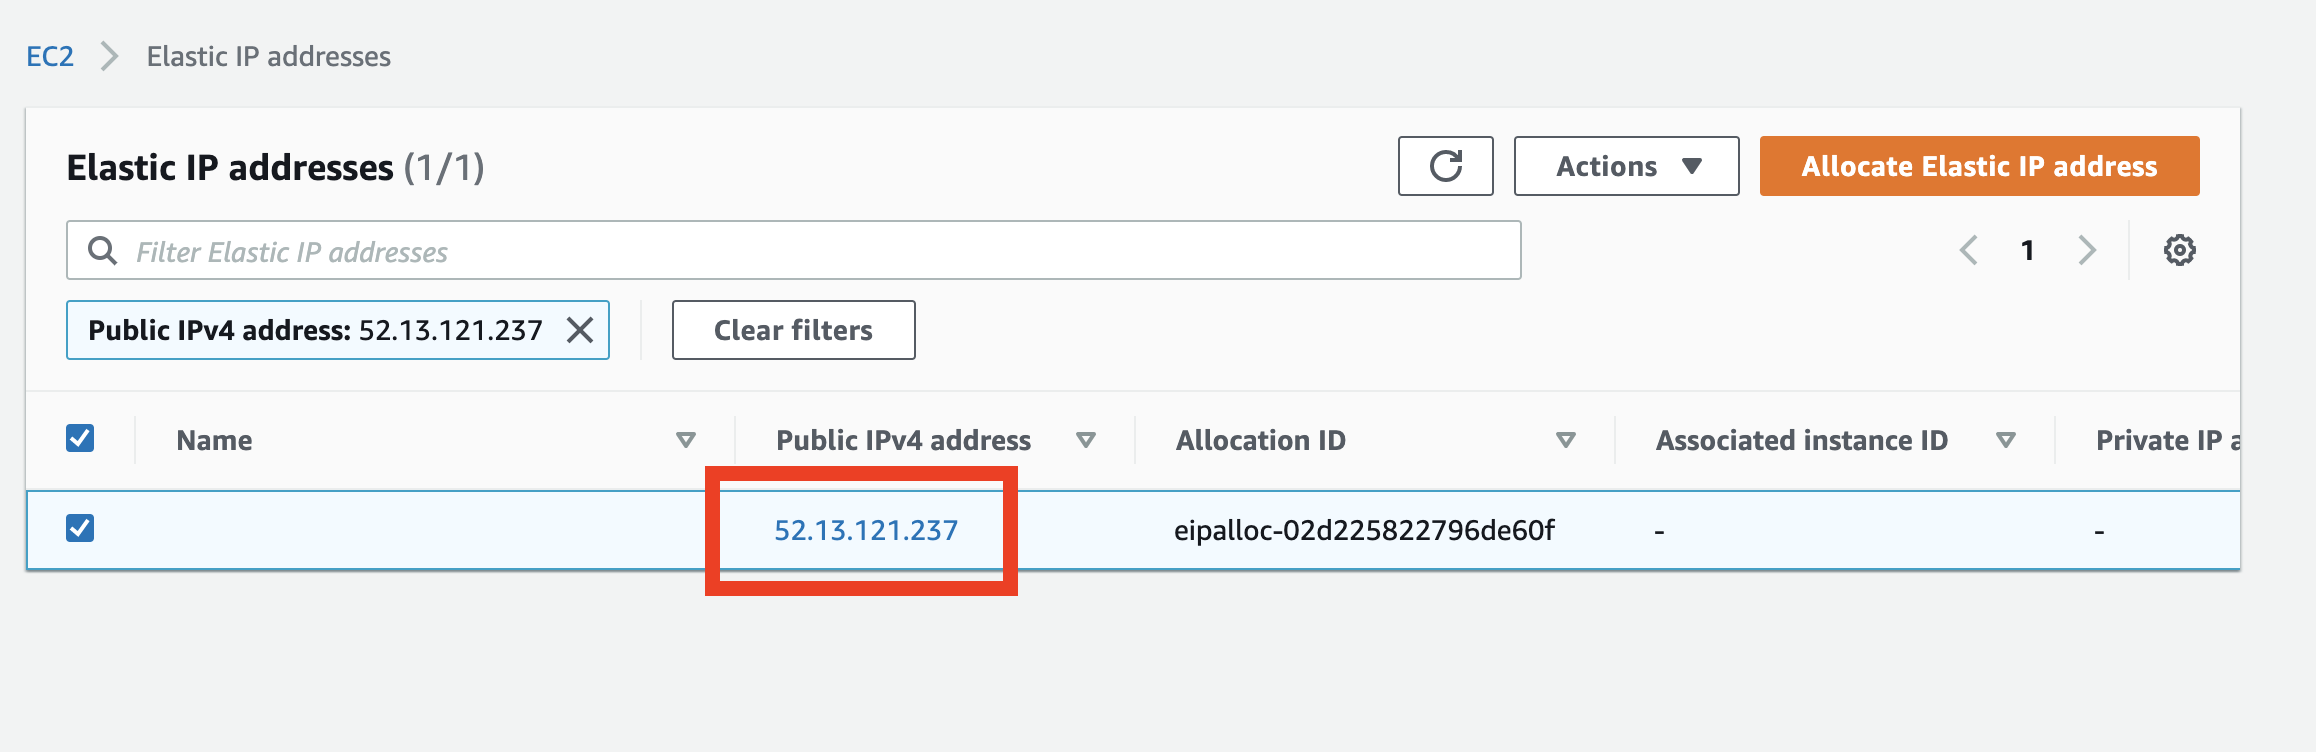 EC2 Elastic IP addresses
Elastic IP addresses (1/1) Actions Allocate Elastic IP address
Filter Elastic IP addresses 1
Public IPv4 address: 52.13.121.237 Clear filters
Name Public IPv4 address Allocation ID Associated instance ID Private IP a
52.13.121.237 eipalloc-02d225822796de60f - -